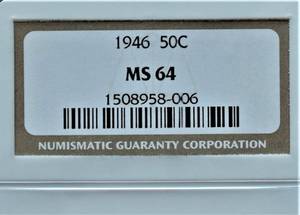 1946 50C
MS 64
1508958-006
NUMISMATIC GUARANTY CORPORATION